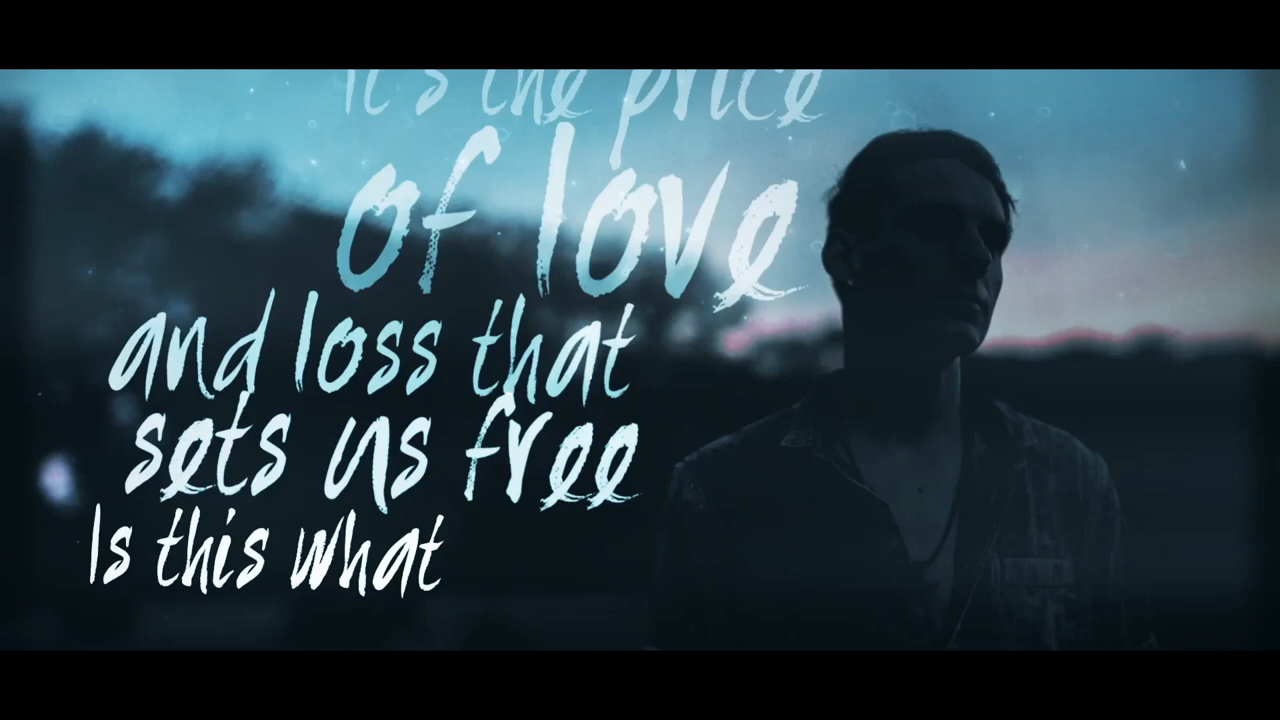 it's the price
of love
and loss that
sets us free
Is this what